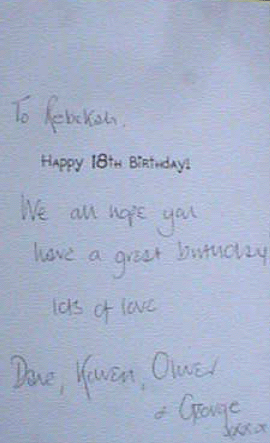 To Rebekah.
HAPPY 18TH BIRTHDAY!
We all hope you
have a great birthday
lots of love
Dave, Karen, Oliver
& George
xxxx